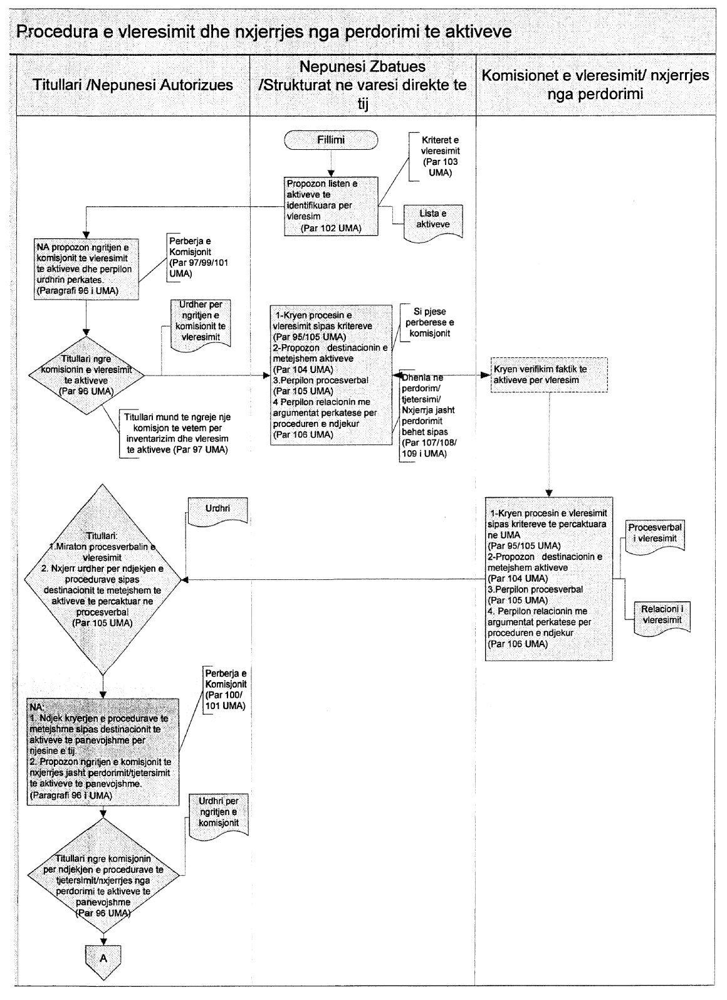 Procedura e vleresimit dhe nxjerrjes nga perdorimi te aktiveve
Titullari /Nepunesi Autorizues
Nepunesi Zbatues
/Strukturat ne varesi direkte te
tij
Komisionet e vleresimit/ nxjerrjes
nga perdorimi
Fillimi
Kriteret e
vleresimit
(Par 103
UMA)
Propozon listen e
aktiveve te
identifikuara per
vleresim
(Par 102 UMA)
Lista e
aktiveve
NA propozon ngritjen e
komisjonit te vleresimit
te aktiveve dhe perpilon
urdhrin perkates.
(Paragrafi 96 i UMA)
Perberja e
Komisjonit
(Par 97/99/101
UMA)
Urdher per
ngritjen e
komisionit te
vleresimit
Titullari ngre
komisionin e vleresimit
te aktiveve
(Par 96 UMA)
Titullari mund te ngreje nje
komisjon te vetem per
inventarizim dhe vleresim
te aktiveve (Par 97 UMA)
1-Kryen procesin e
vleresimit sipas kritereve
(Par 95/105 UMA)
2-Propozon destinacionin e
metejshem aktiveve
(Par 104 UMA)
3.Perpilon procesverbal
(Par 105 UMA)
4 Perpilon relacionin me
argumentat perkatese per
proceduren e ndjekur
(Par 106 UMA)
Si pjese
perberese e
komisjonit
Dhenia ne
perdorim/
tjetersimi/
Nxjerrja jasht
perdorimit
behet sipas
(Par 107/108/
109 i UMA)
Kryen verifikim faktik te
aktiveve per vleresim
Urdhri
Titullari:
1.Miraton procesverbalin e
vleresimit
2. Nxjerr urdher per ndjekjen e
procedurave sipas
destinacionit te metejshem te
aktiveve te percaktuar ne
procesverbal
(Par 105 UMA)
1-Kryen procesin e vleresimit
sipas kritereve te percaktuara
ne UMA
(Par 95/105 UMA)
2-Propozon destinacionin e
metejshem aktiveve
(Par 104 UMA)
3.Perpilon procesverbal
(Par 105 UMA)
4. Perpilon relacionin me
argumentat perkatese per
proceduren e ndjekur
(Par 106 UMA)
Procesverbal
i vleresimit
Relacioni i
vleresimit
Perberja e
Komisjonit
(Par 100/
101 UMA)
NA:
1. Ndjek kryerjen e procedurave te
metejshme sipas destinacionit te
aktiveve te panevojshme per
njesine e tij.
2. Propozon ngritjen e komisjonit te
nxjerrjes jasht perdorimit/tjetersimit
te aktiveve te panevojshme.
(Paragrafi 96 i UMA)
Urdhri per
ngritjen e
komisjonit
Titullari ngre komisjonin
per ndjekjen e procedurave te
tjetersimit/nxjerrjes nga
perdorimi te aktiveve te
panevojshme
(Par 96 UMA)
A